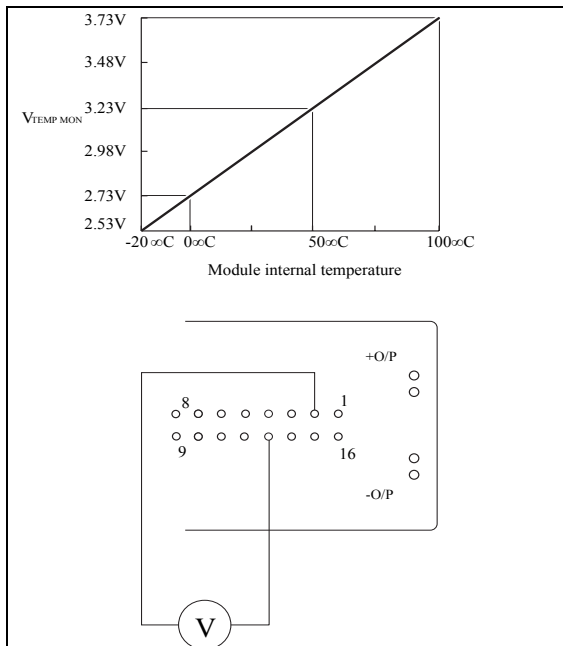 3.73V
3.48V
3.23V
VTEMP MON
2.98V
2.73V
2.53V
-20∞C 0∞C 50∞C 100∞C
Module internal temperature
+O/P
8 1
9 16
-O/P
V